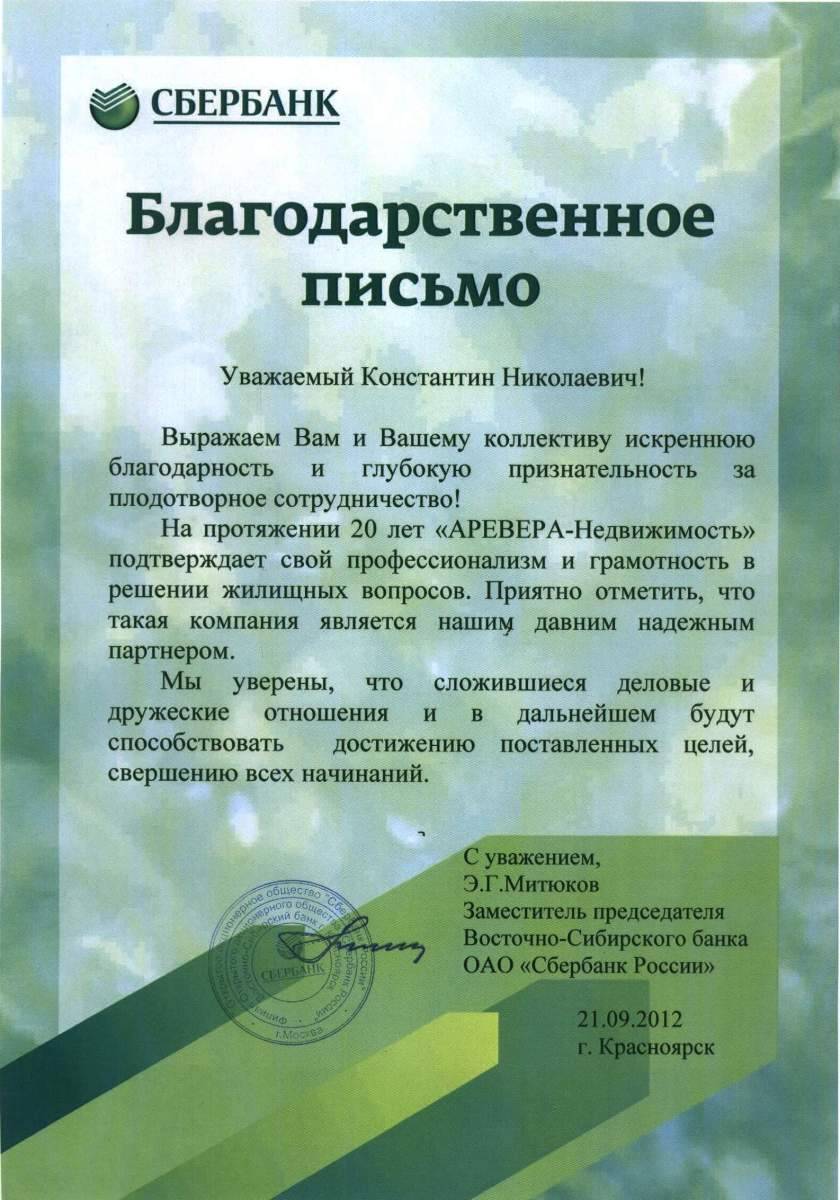 СБЕРБАНК
Благодарственное
письмо
Уважаемый Константин Николаевич!
Выражаем Вам и Вашему коллективу искреннюю
благодарность и глубокую признательность за
плодотворное сотрудничество!
На протяжении 20 лет «АРЕВЕРА-Недвижимость»
подтверждает свой профессионализм и грамотность в
решении жилищных вопросов. Приятно отметить, что
такая компания является нашим давним надежным
партнером.
Мы уверены, что сложившиеся деловые и
дружеские отношения и в дальнейшем будут
способствовать достижению поставленных целей,
свершению всех начинаний.
С уважением,
Э.Г.Митюков
Заместитель председателя
Восточно-Сибирского банка
ОАО «Сбербанк России»
СБЕРБАНК
г.Москва
21.09.2012
г. Красноярск